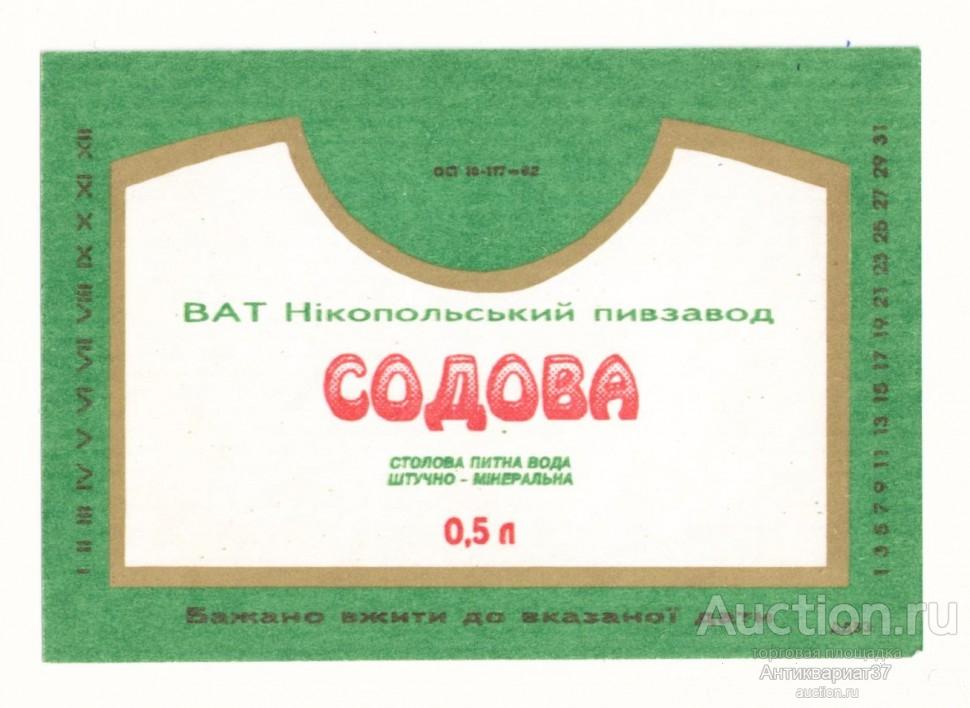 ОСТ 18-117-82
ВАТ Нікопольський пивзавод
СОДОВА
СТОЛОВА ПИТНА ВОДА
ШТУЧНО - МІНЕРАЛЬНА
0,5 л
Бажано вжити до вказаної дати
I II III IV V VI VII VIII IX X XI XII
1 3 5 7 9 11 13 15 17 19 21 23 25 27 29 31
Auction.ru
торговая площадка
Антиквариат37
auction.ru